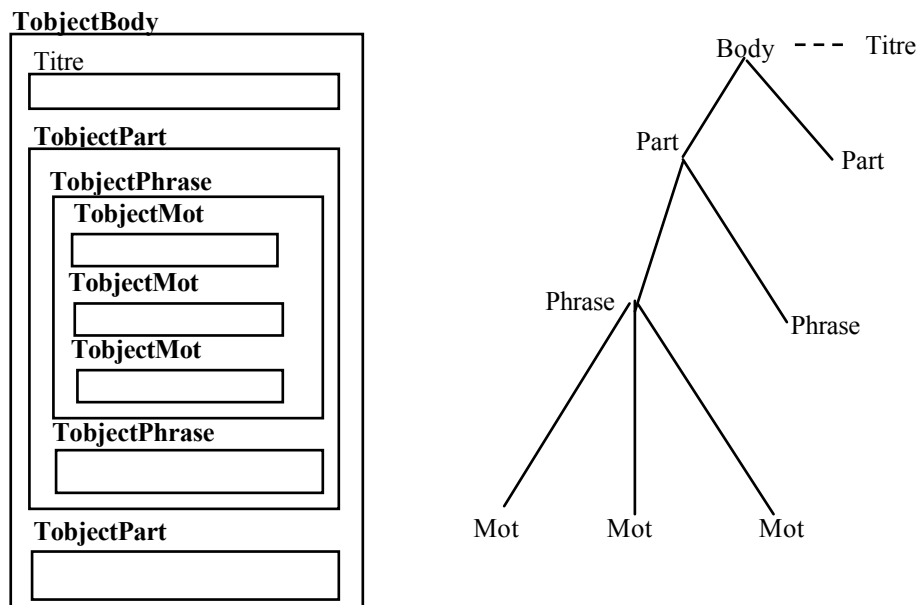 TobjectBody
Titre
TobjectPart
TobjectPhrase
TobjectMot
TobjectMot
TobjectMot
TobjectPhrase
TobjectPart
Body --- Titre
Part
Part
Phrase
Phrase
Mot Mot Mot